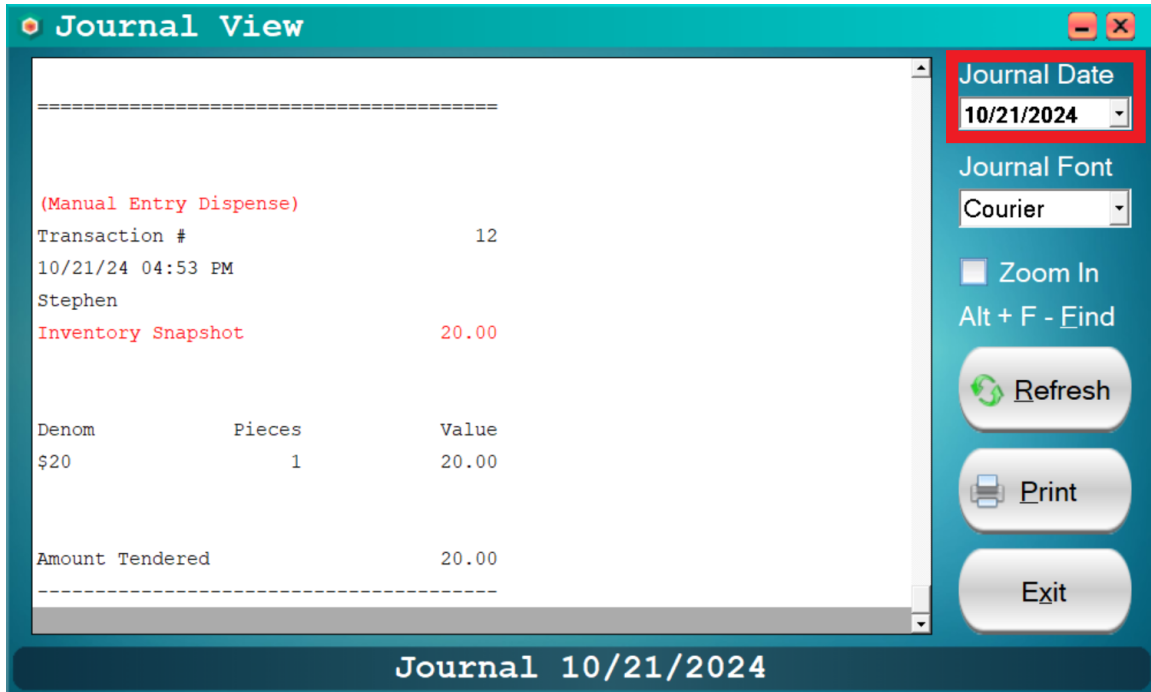 Journal View
========================================
(Manual Entry Dispense)
Transaction # 12
10/21/24 04:53 PM
Stephen
Inventory Snapshot 20.00
Denom Pieces Value
$20 1 20.00
Amount Tendered 20.00
----------------------------------------
Journal Date
10/21/2024
Journal Font
Courier
Zoom In
Alt + F - Find
Refresh
Print
Exit
Journal 10/21/2024